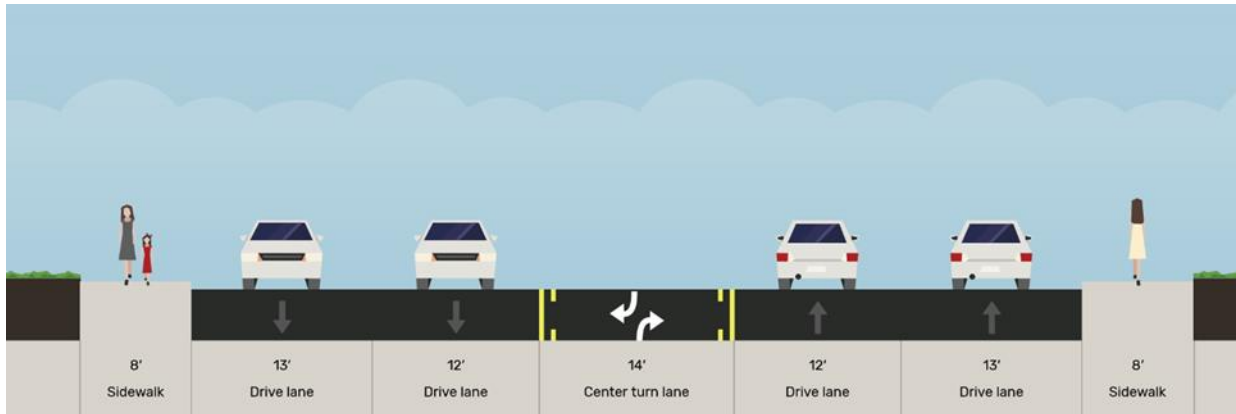 8' 13' 12' 14' 12' 13' 8'
Sidewalk Drive lane Drive lane Center turn lane Drive lane Drive lane Sidewalk